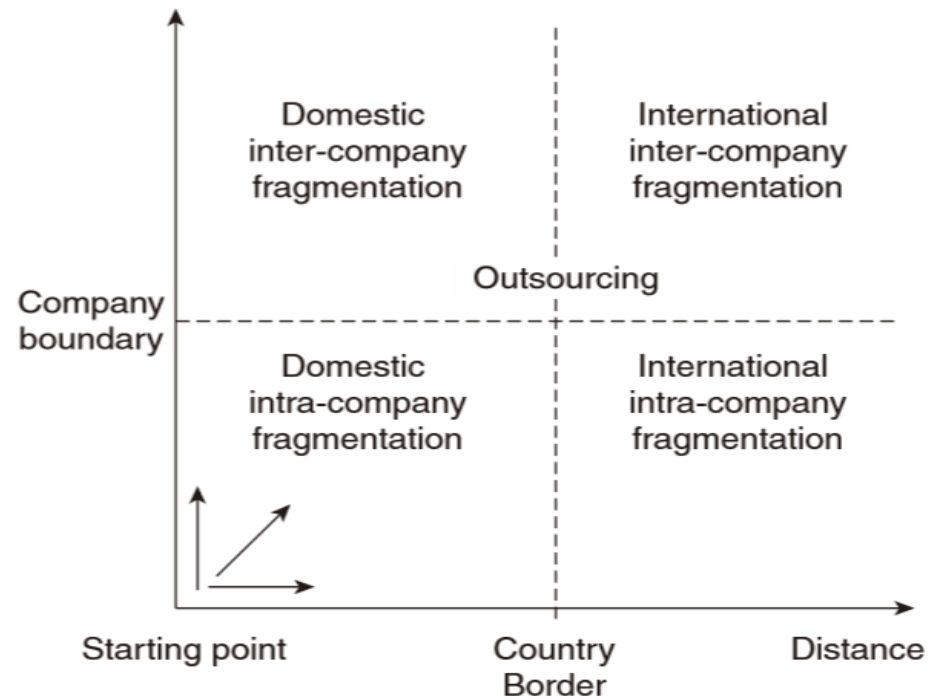 Domestic
inter-company
fragmentation
International
inter-company
fragmentation
Outsourcing
Company
boundary
Domestic
intra-company
fragmentation
International
intra-company
fragmentation
Starting point
Country
Border
Distance